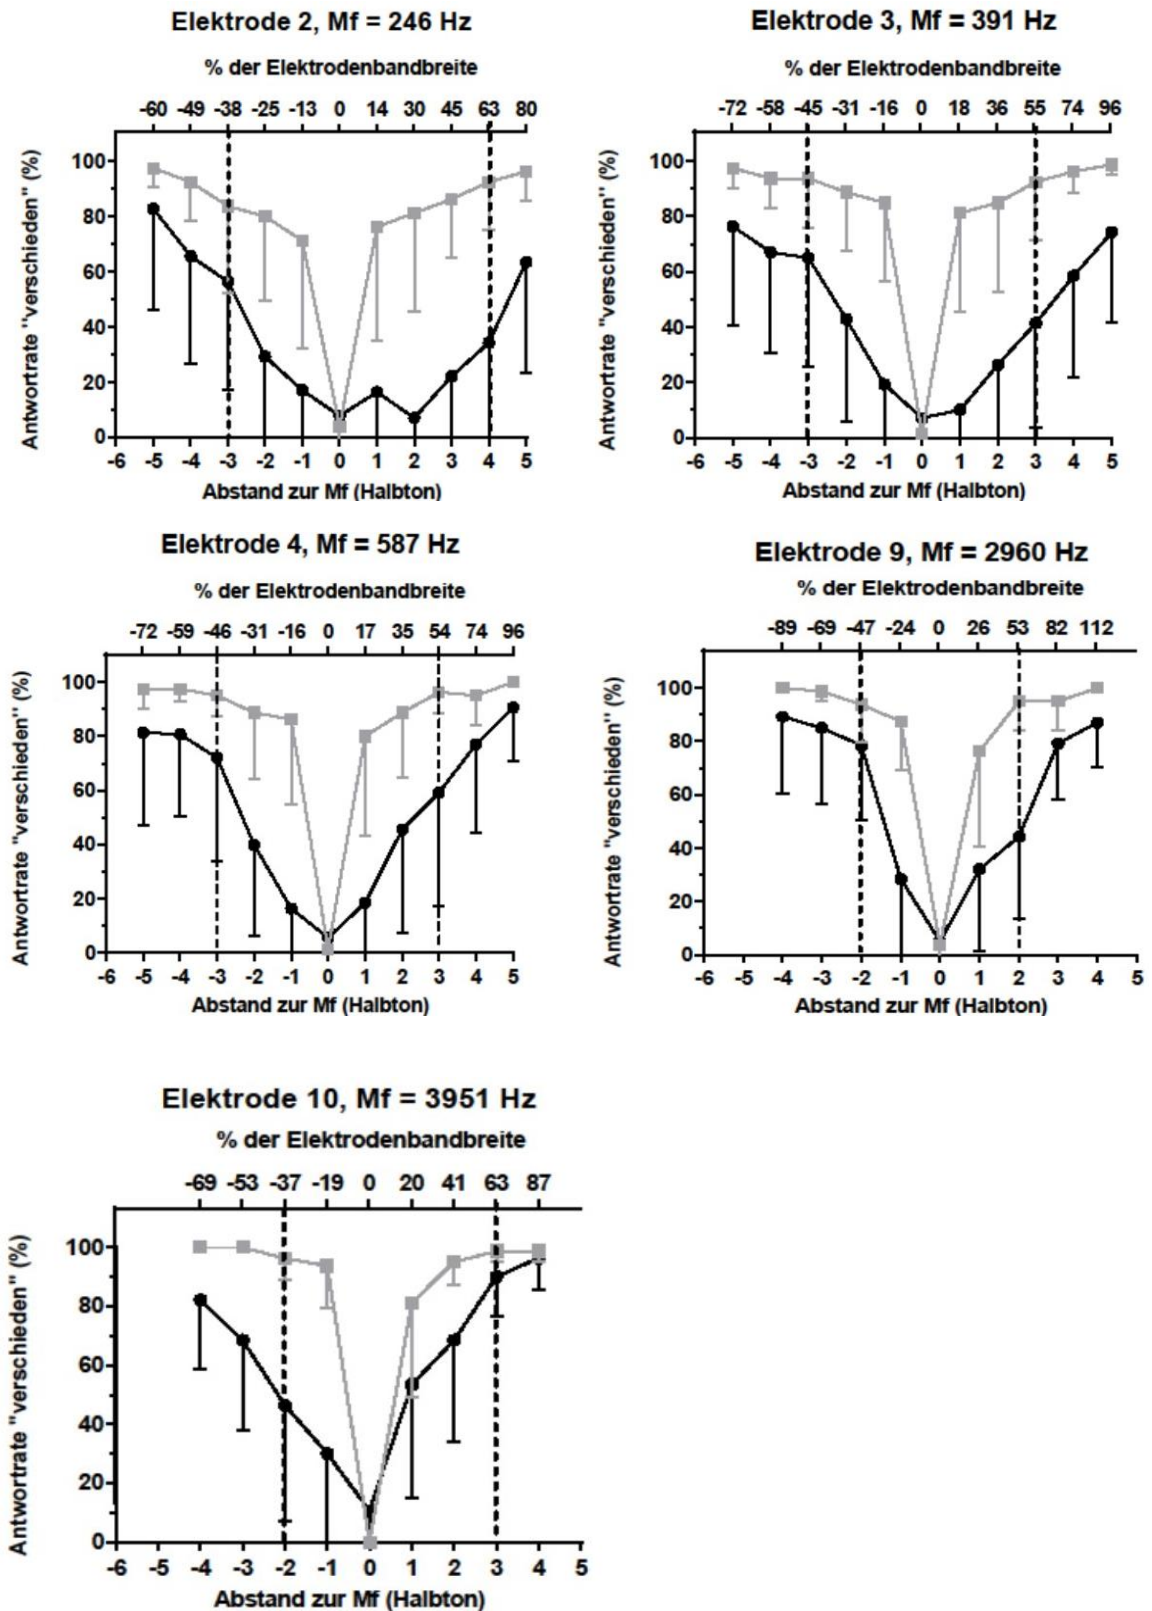 Elektrode 2, Mf = 246 Hz
% der Elektrodenbandbreite
-60 -49 -38 -25 -13 0 14 30 45 63 80
Antwortrate "verschieden" (%)
100
80
60
40
20
0
-6 -5 -4 -3 -2 -1 0 1 2 3 4 5
Abstand zur Mf (Halbton)
Elektrode 3, Mf = 391 Hz
% der Elektrodenbandbreite
-72 -58 -45 -31 -16 0 18 36 55 74 96
Antwortrate "verschieden" (%)
100
80
60
40
20
0
-6 -5 -4 -3 -2 -1 0 1 2 3 4 5
Abstand zur Mf (Halbton)
Elektrode 4, Mf = 587 Hz
% der Elektrodenbandbreite
-72 -59 -46 -31 -16 0 17 35 54 74 96
Antwortrate "verschieden" (%)
100
80
60
40
20
0
-6 -5 -4 -3 -2 -1 0 1 2 3 4 5
Abstand zur Mf (Halbton)
Elektrode 9, Mf = 2960 Hz
% der Elektrodenbandbreite
-89 -69 -47 -24 0 26 53 82 112
Antwortrate "verschieden" (%)
100
80
60
40
20
0
-6 -5 -4 -3 -2 -1 0 1 2 3 4 5
Abstand zur Mf (Halbton)
Elektrode 10, Mf = 3951 Hz
% der Elektrodenbandbreite
-69 -53 -37 -19 0 20 41 63 87
Antwortrate "verschieden" (%)
100
80
60
40
20
0
-6 -5 -4 -3 -2 -1 0 1 2 3 4 5
Abstand zur Mf (Halbton)